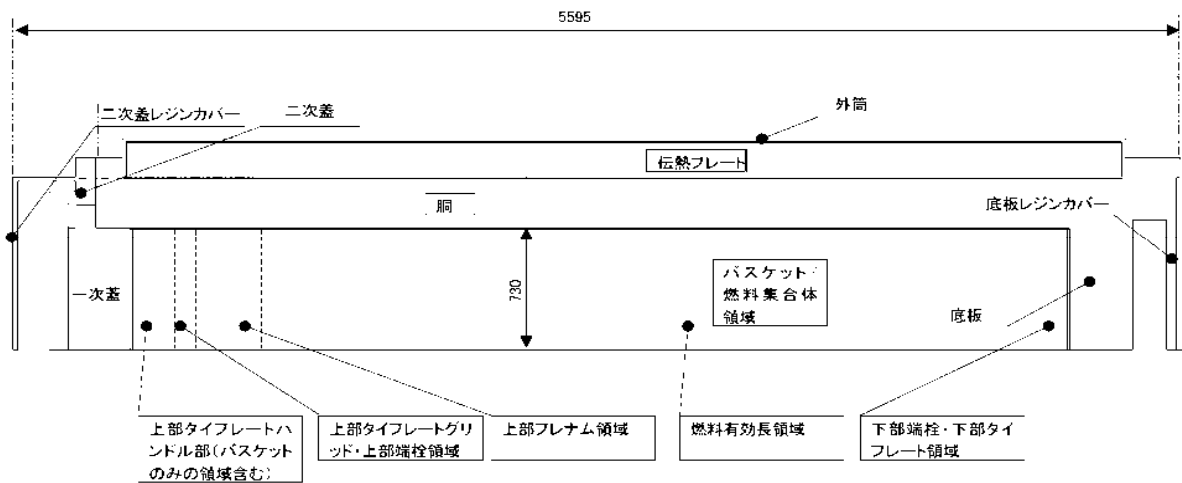 5595
二次蓋レジンカバー
二次蓋
外筒
伝熱プレート
胴
底板レジンカバー
一次蓋
730
バスケット・
燃料集合体
領域
底板
上部タイプレートハ
ンドル部(バスケット
のみの領域含む)
上部タイプレートグリ
ッド・上部端栓領域
上部プレナム領域
燃料有効長領域
下部端栓・下部タイ
プレート領域